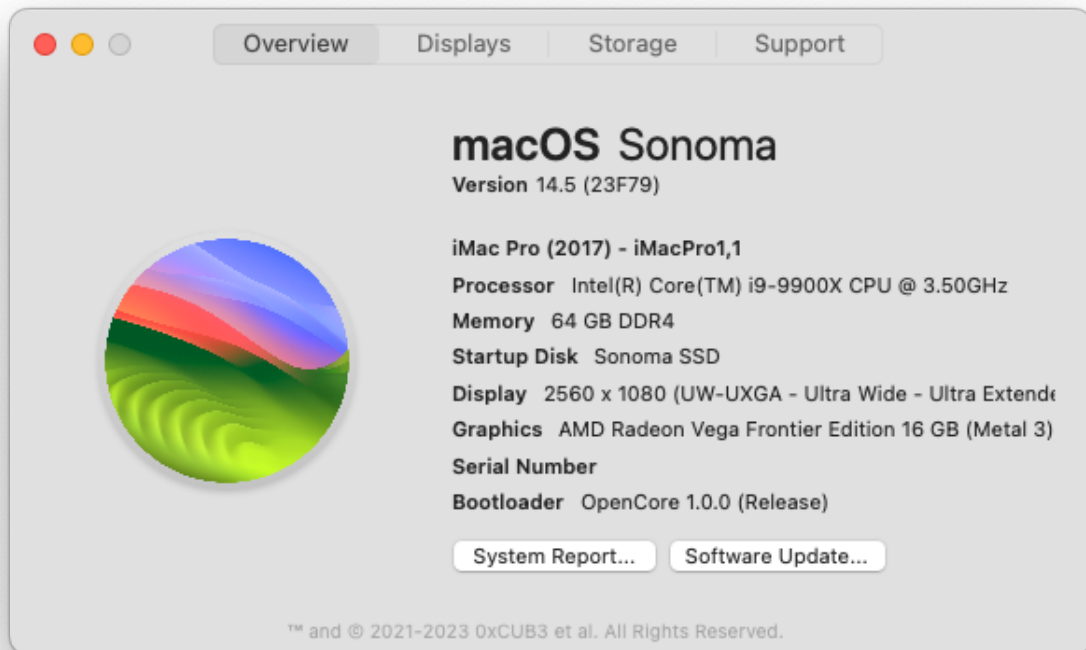 Overview Displays Storage Support
macOS Sonoma
Version 14.5 (23F79)
iMac Pro (2017) - iMacPro1,1
Processor Intel(R) Core(TM) i9-9900X CPU @ 3.50GHz
Memory 64 GB DDR4
Startup Disk Sonoma SSD
Display 2560 x 1080 (UW-UXGA - Ultra Wide - Ultra Extende
Graphics AMD Radeon Vega Frontier Edition 16 GB (Metal 3)
Serial Number
Bootloader OpenCore 1.0.0 (Release)
System Report... Software Update...
™ and © 2021-2023 0xCUB3 et al. All Rights Reserved.